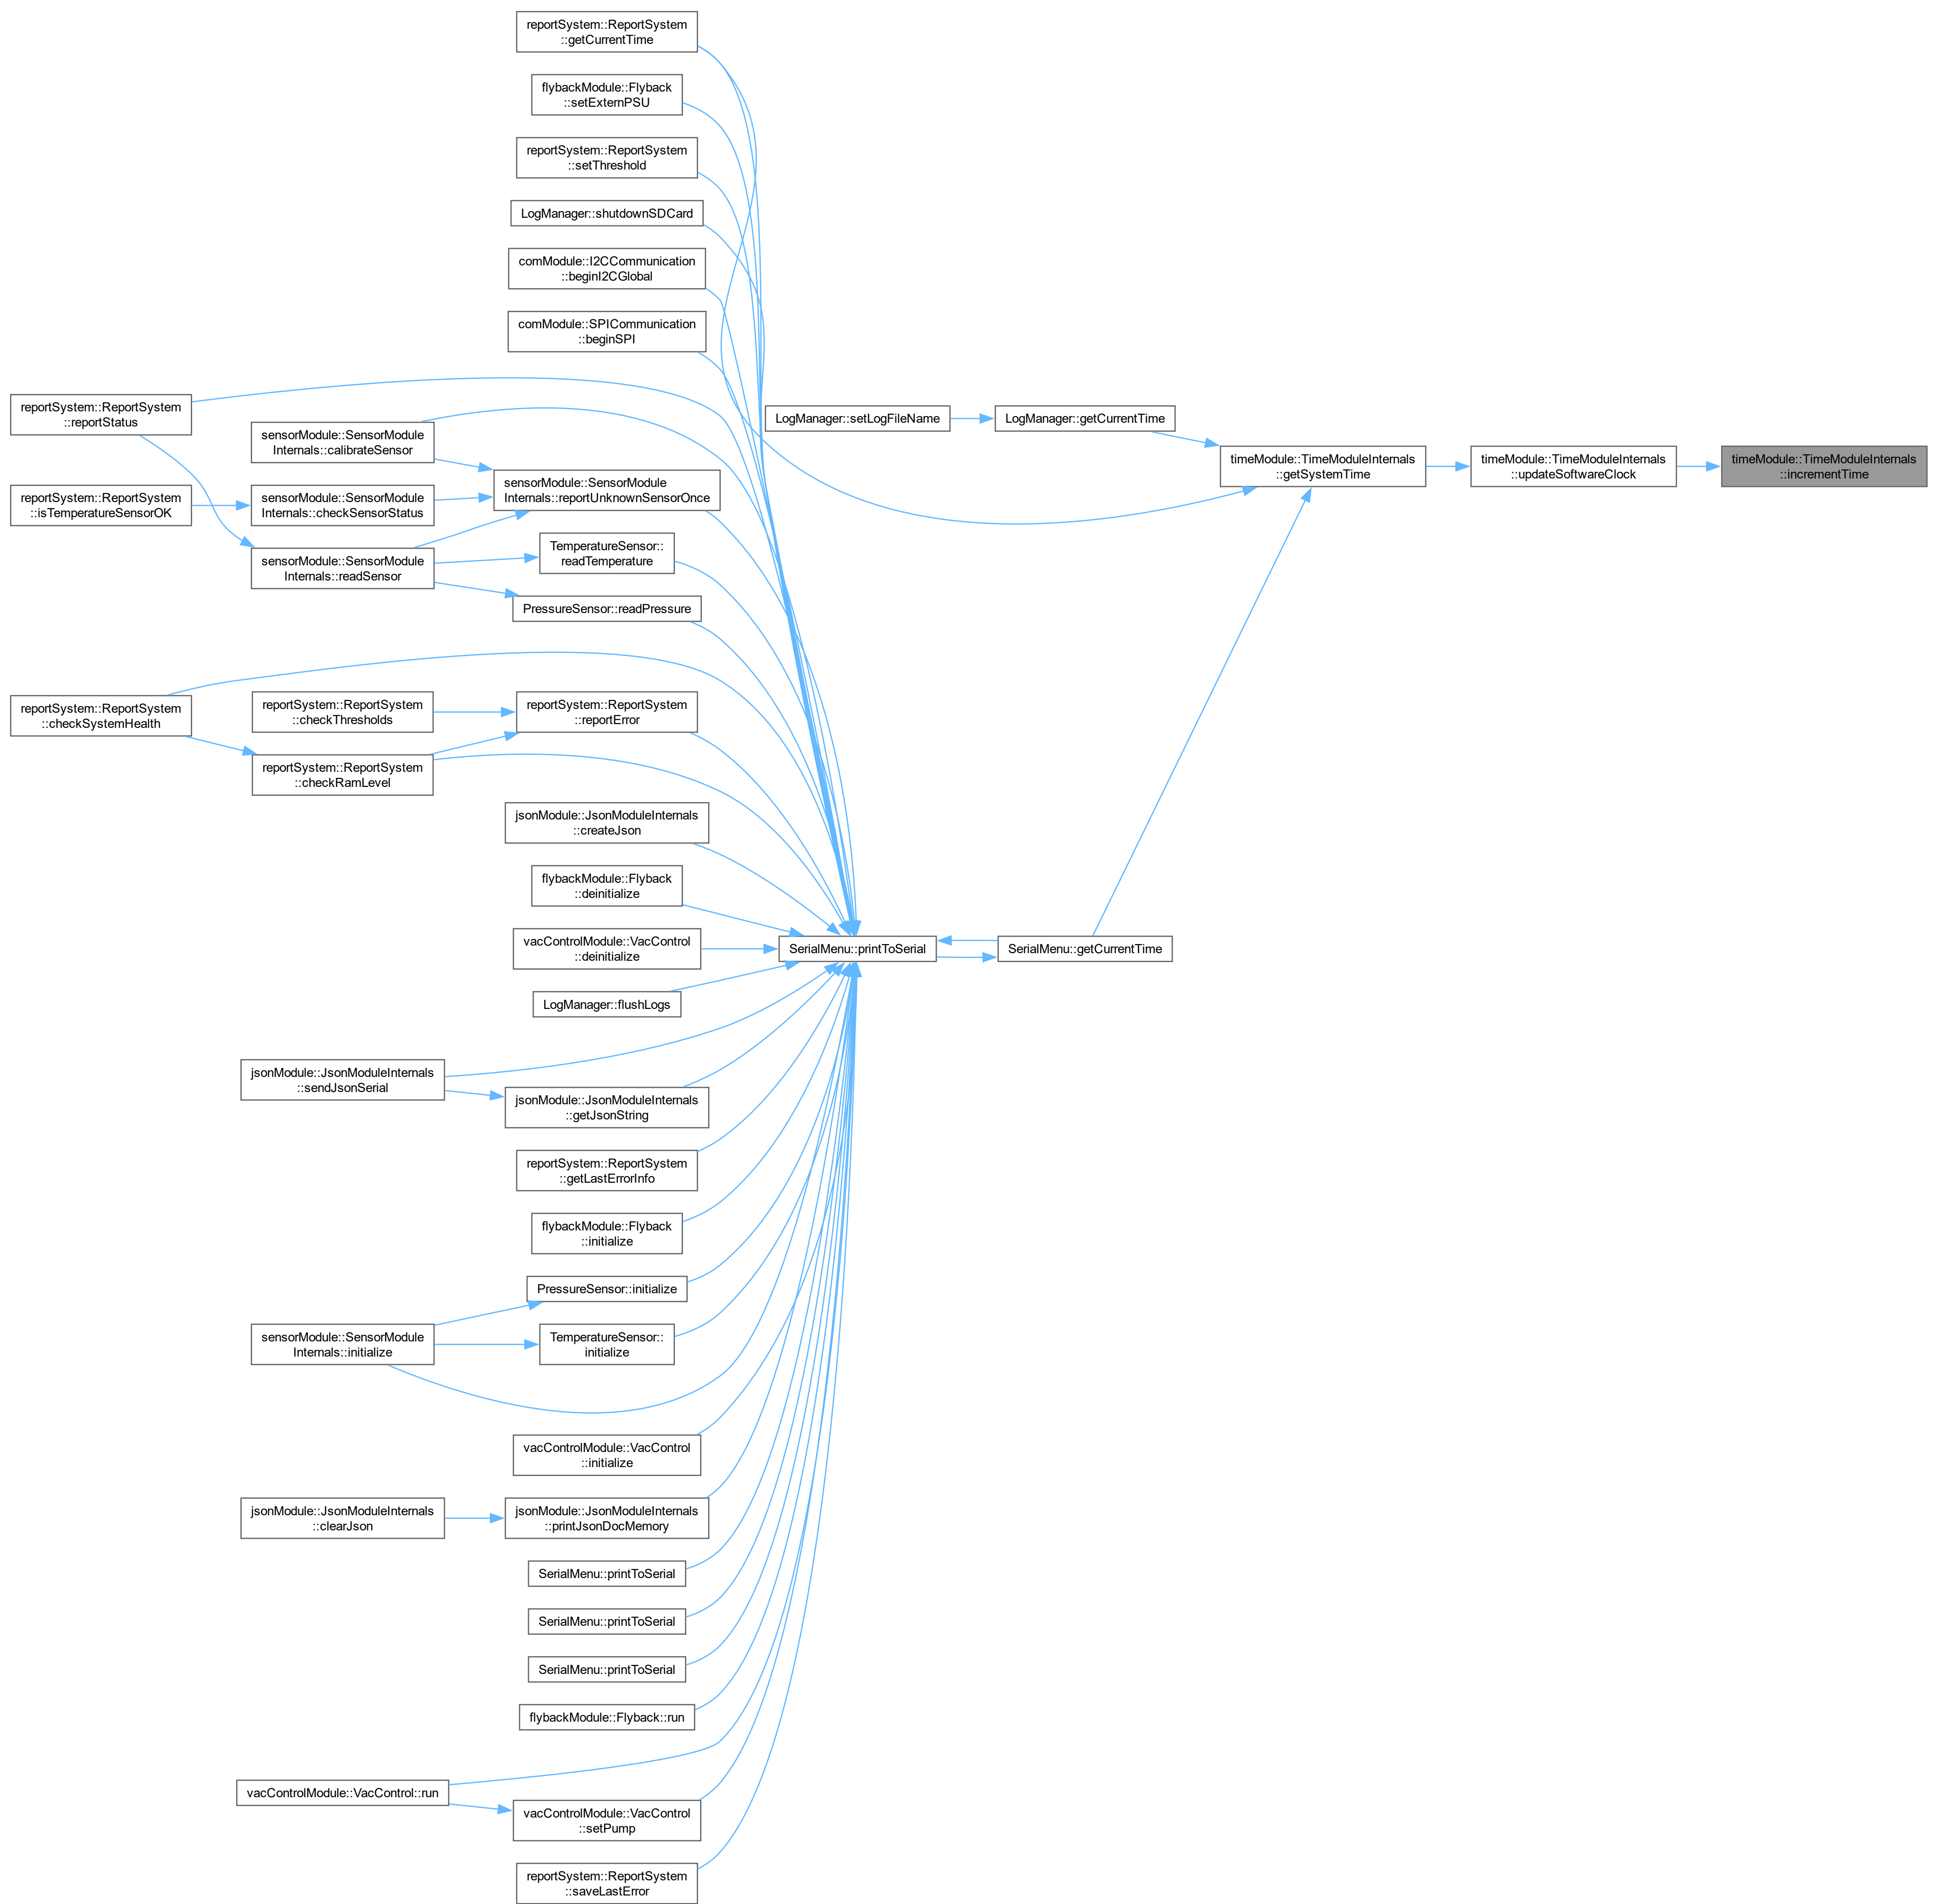 reportSystem::ReportSystem
::getCurrentTime
flybackModule::Flyback
::setExternPSU
reportSystem::ReportSystem
::setThreshold
LogManager::shutdownSDCard
comModule::I2CCommunication
::beginI2CGlobal
comModule::SPICommunication
::beginSPI
reportSystem::ReportSystem
::reportStatus
sensorModule::SensorModule
Internals::calibrateSensor
LogManager::setLogFileName
LogManager::getCurrentTime
timeModule::TimeModuleInternals
::getSystemTime
timeModule::TimeModuleInternals
::updateSoftwareClock
timeModule::TimeModuleInternals
::incrementTime
reportSystem::ReportSystem
::isTemperatureSensorOK
sensorModule::SensorModule
Internals::checkSensorStatus
sensorModule::SensorModule
Internals::reportUnknownSensorOnce
sensorModule::SensorModule
Internals::readSensor
TemperatureSensor::
readTemperature
PressureSensor::readPressure
reportSystem::ReportSystem
::checkSystemHealth
reportSystem::ReportSystem
::checkThresholds
reportSystem::ReportSystem
::reportError
reportSystem::ReportSystem
::checkRamLevel
jsonModule::JsonModuleInternals
::createJson
flybackModule::Flyback
::deinitialize
vacControlModule::VacControl
::deinitialize
SerialMenu::printToSerial
SerialMenu::getCurrentTime
LogManager::flushLogs
jsonModule::JsonModuleInternals
::sendJsonSerial
jsonModule::JsonModuleInternals
::getJsonString
reportSystem::ReportSystem
::getLastErrorInfo
flybackModule::Flyback
::initialize
PressureSensor::initialize
sensorModule::SensorModule
Internals::initialize
TemperatureSensor::
initialize
vacControlModule::VacControl
::initialize
jsonModule::JsonModuleInternals
::clearJson
jsonModule::JsonModuleInternals
::printJsonDocMemory
SerialMenu::printToSerial
SerialMenu::printToSerial
SerialMenu::printToSerial
flybackModule::Flyback::run
vacControlModule::VacControl::run
vacControlModule::VacControl
::setPump
reportSystem::ReportSystem
::saveLastError